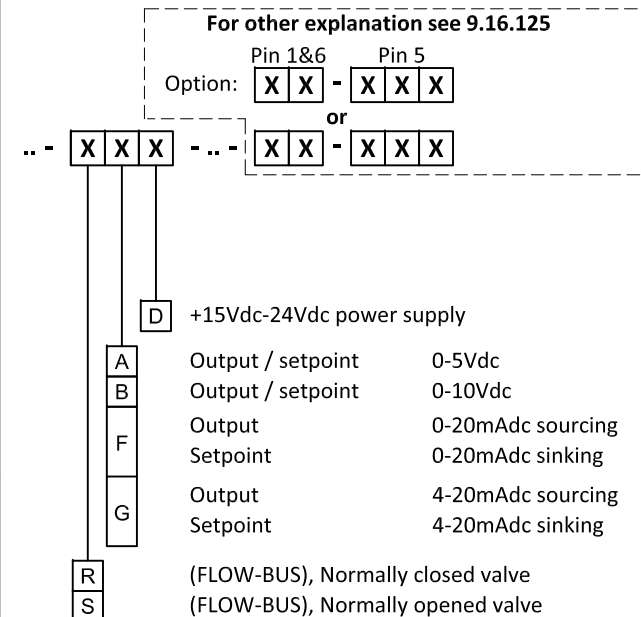 For other explanation see 9.16.125
Pin 1&6 Pin 5
Option: X X - X X X
or
.. - X X X - .. - X X - X X X
D +15Vdc-24Vdc power supply
A Output / setpoint 0-5Vdc
B Output / setpoint 0-10Vdc
F Output 0-20mAdc sourcing
Setpoint 0-20mAdc sinking
G Output 4-20mAdc sourcing
Setpoint 4-20mAdc sinking
R (FLOW-BUS), Normally closed valve
S (FLOW-BUS), Normally opened valve